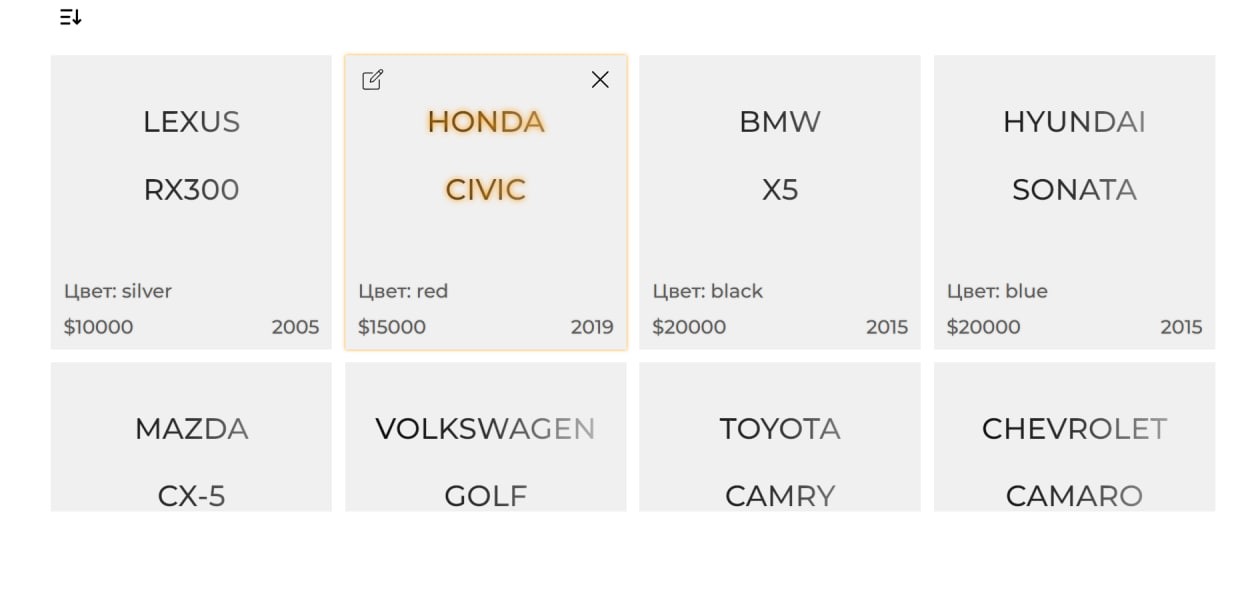 LEXUS
RX300
Цвет: silver
$10000 2005
HONDA
CIVIC
Цвет: red
$15000 2019
BMW
X5
Цвет: black
$20000 2015
HYUNDAI
SONATA
Цвет: blue
$20000 2015
MAZDA
CX-5
VOLKSWAGEN
GOLF
TOYOTA
CAMRY
CHEVROLET
CAMARO